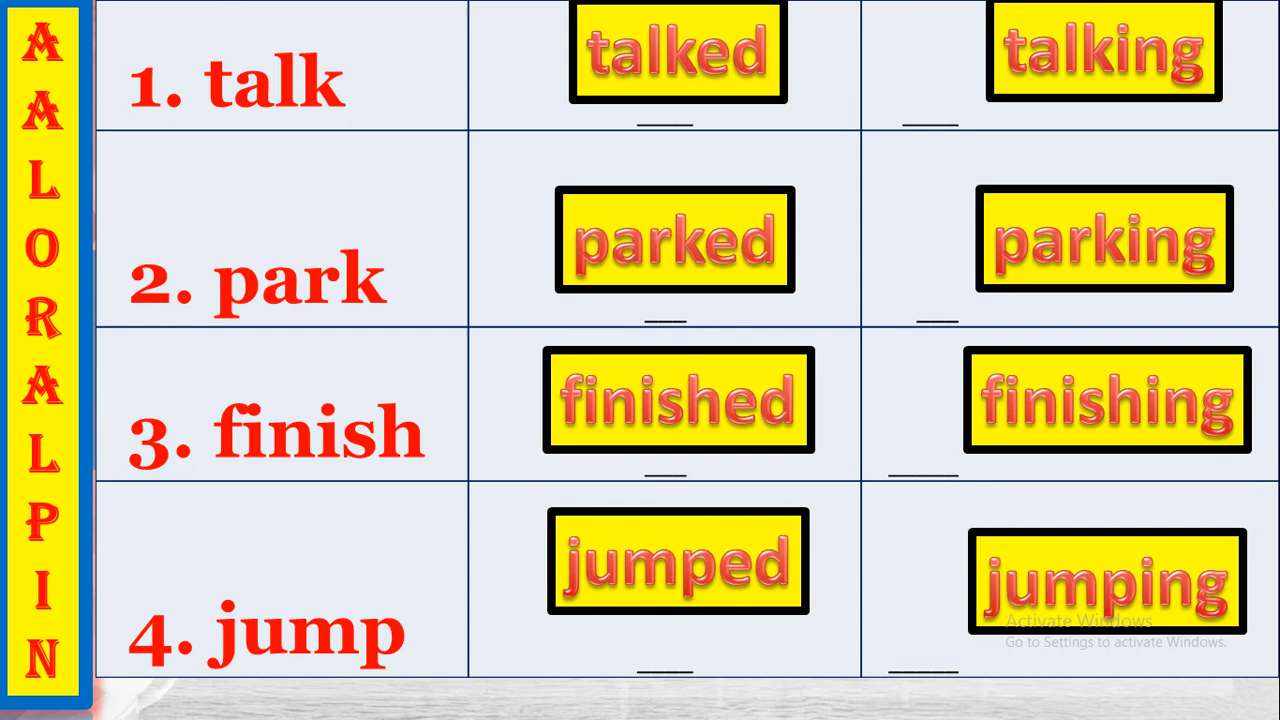 AALORALPIN
1. talk talked talking
2. park parked parking
3. finish finished finishing
4. jump jumped jumping
Activate Windows
Go to Settings to activate Windows.